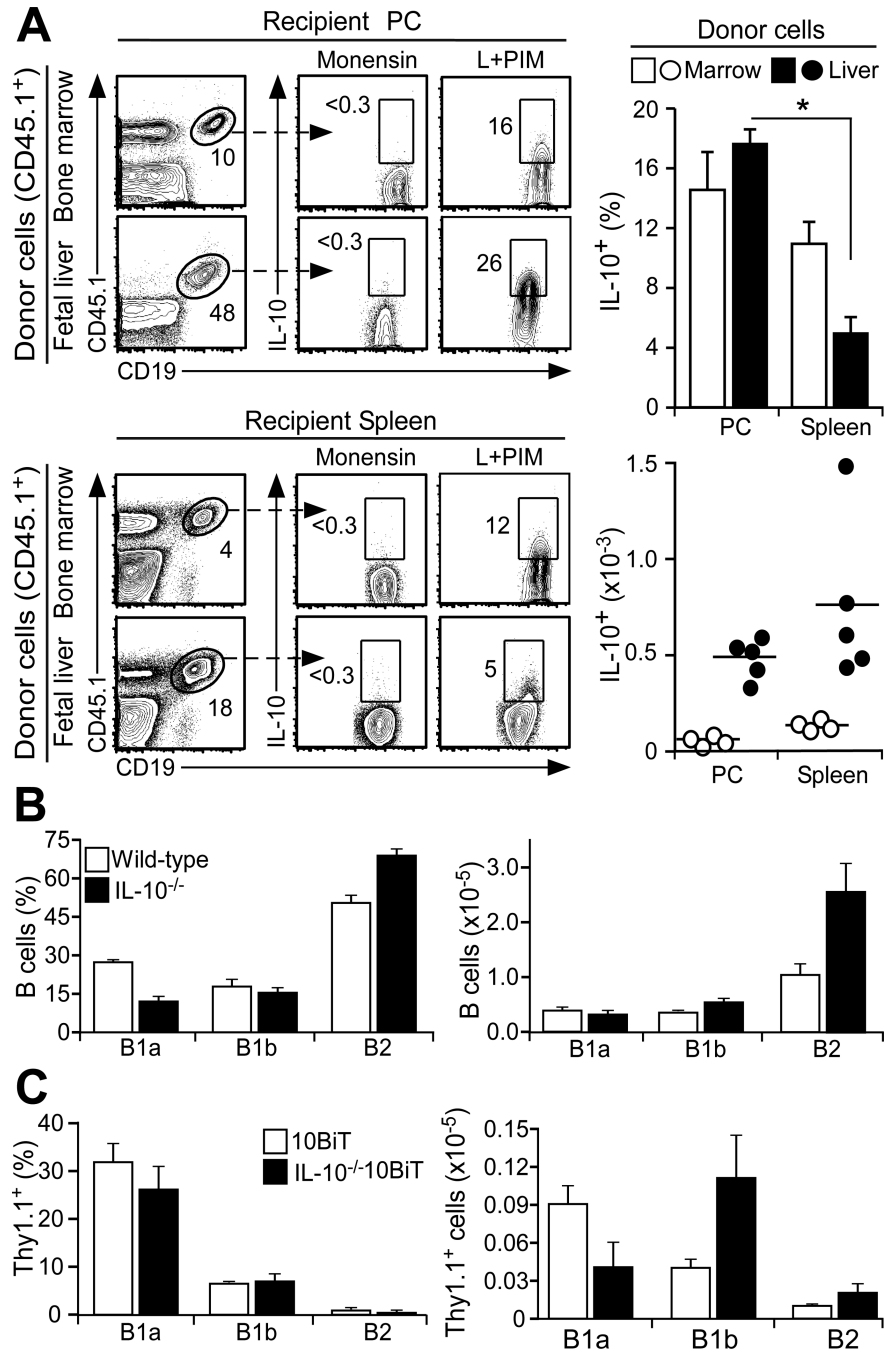 A
Recipient PC
Monensin
L+PIM
Donor cells (CD45.1+)
Bone marrow
Fetal liver
<0.3
16
10
<0.3
26
48
CD45.1
IL-10
CD19
Donor cells
Marrow
Liver
*
IL-10+ (%)
20
16
12
8
4
0
PC
Spleen
Recipient Spleen
Monensin
L+PIM
Donor cells (CD45.1+)
Bone marrow
Fetal liver
<0.3
12
4
<0.3
5
18
CD45.1
IL-10
CD19
IL-10+ (x10-3)
1.5
1.0
0.5
0
PC
Spleen
B
Wild-type
IL-10-/-
B cells (%)
75
60
45
30
15
0
B1a
B1b
B2
B cells (x10-5)
3.0
2.0
1.0
0.0
B1a
B1b
B2
C
10BiT
IL-10-/-10BiT
Thy1.1+ (%)
40
30
20
10
0
B1a
B1b
B2
Thy1.1+ cells (x10-5)
0.15
0.12
0.09
0.06
0.03
0
B1a
B1b
B2